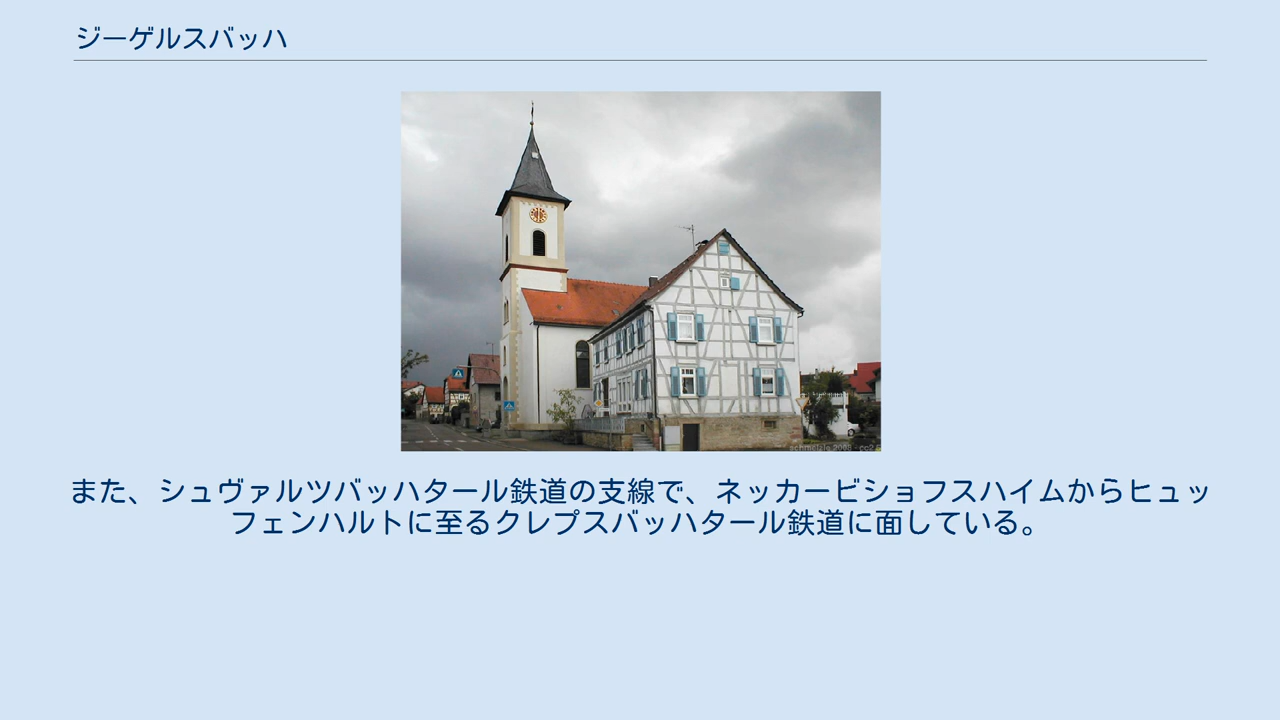 ジーゲルスバッハ
また、シュヴァルツバッハタール鉄道の支線で、ネッカービショフスハイムからヒュッ
フェンハルトに至るクレプスバッハタール鉄道に面している。